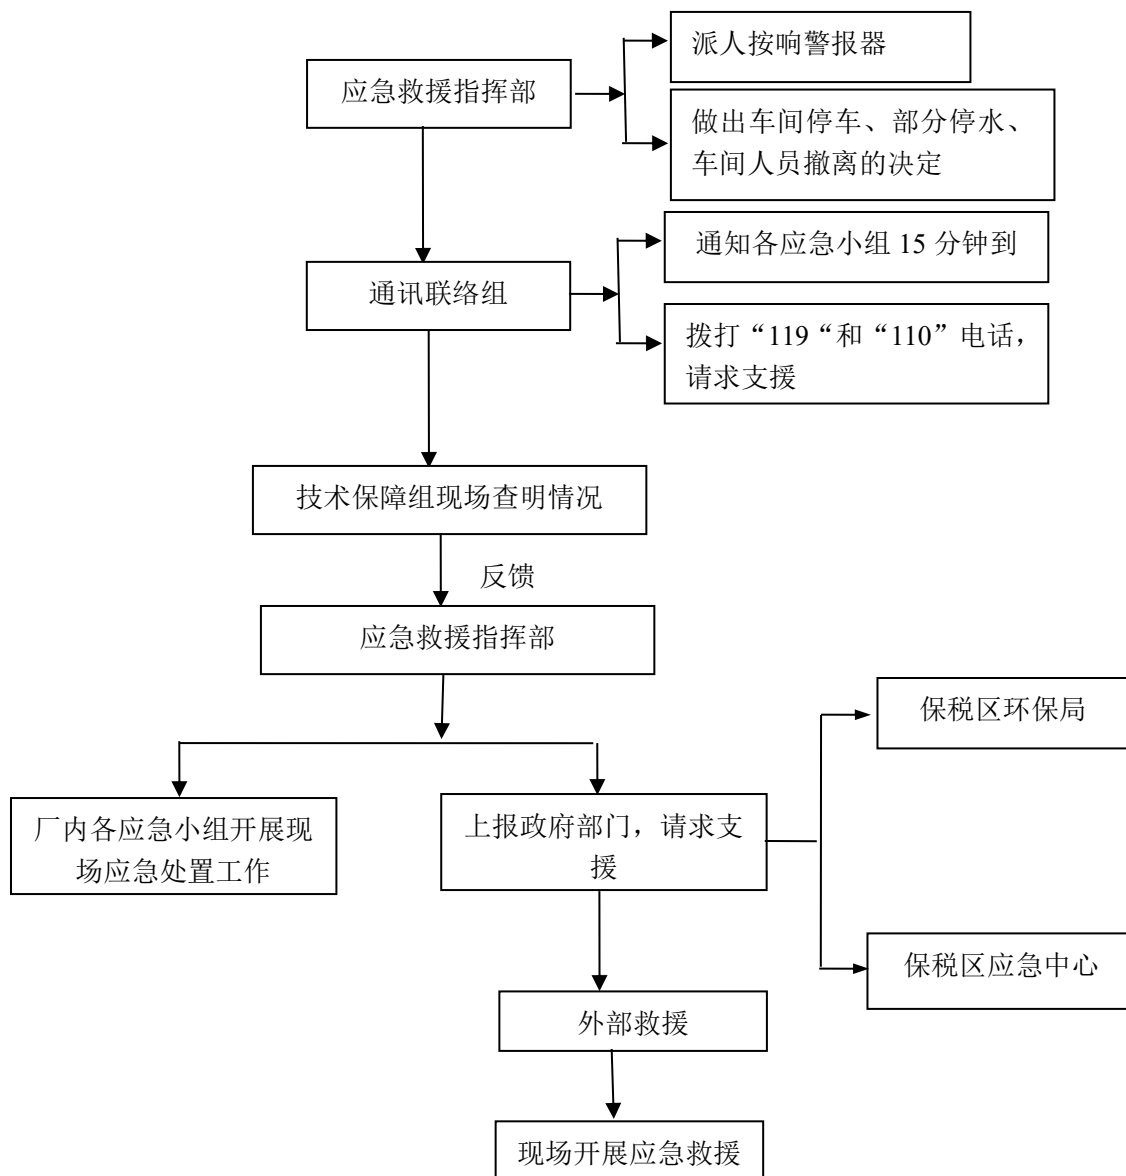 派人按响警报器
应急救援指挥部
做出车间停车、部分停水、
车间人员撤离的决定
通知各应急小组 15 分钟到
通讯联络组
拨打“119“和“110”电话，
请求支援
技术保障组现场查明情况
反馈
应急救援指挥部
保税区环保局
厂内各应急小组开展现
场应急处置工作
上报政府部门，请求支
援
保税区应急中心
外部救援
现场开展应急救援